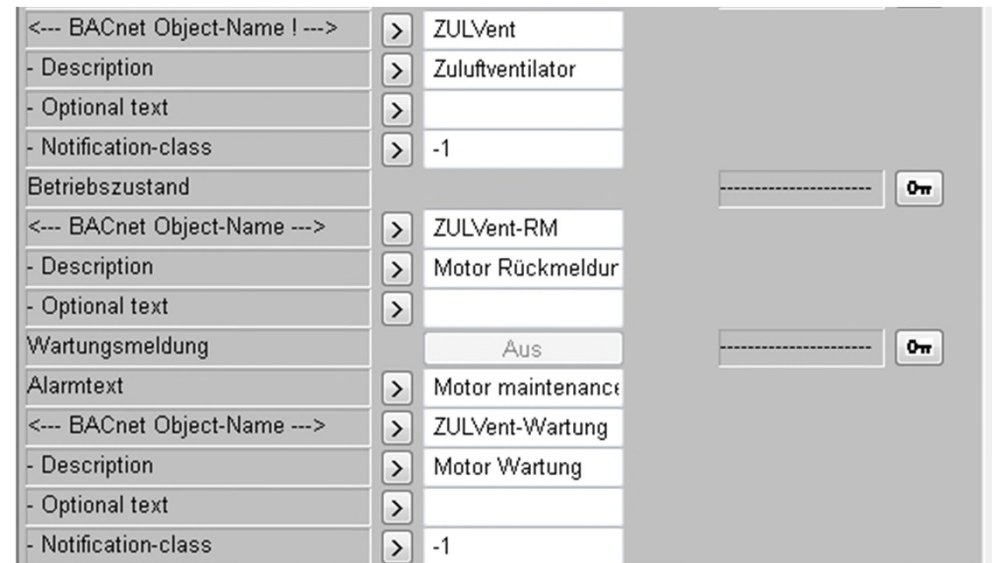 <--- BACnet Object-Name ! ---> ZULVent
- Description Zuluftventilator
- Optional text
- Notification-class -1
Betriebszustand ----------------------
<--- BACnet Object-Name ---> ZULVent-RM
- Description Motor Rückmeldur
- Optional text
Wartungsmeldung Aus ----------------------
Alarmtext Motor maintenance
<--- BACnet Object-Name ---> ZULVent-Wartung
- Description Motor Wartung
- Optional text
- Notification-class -1